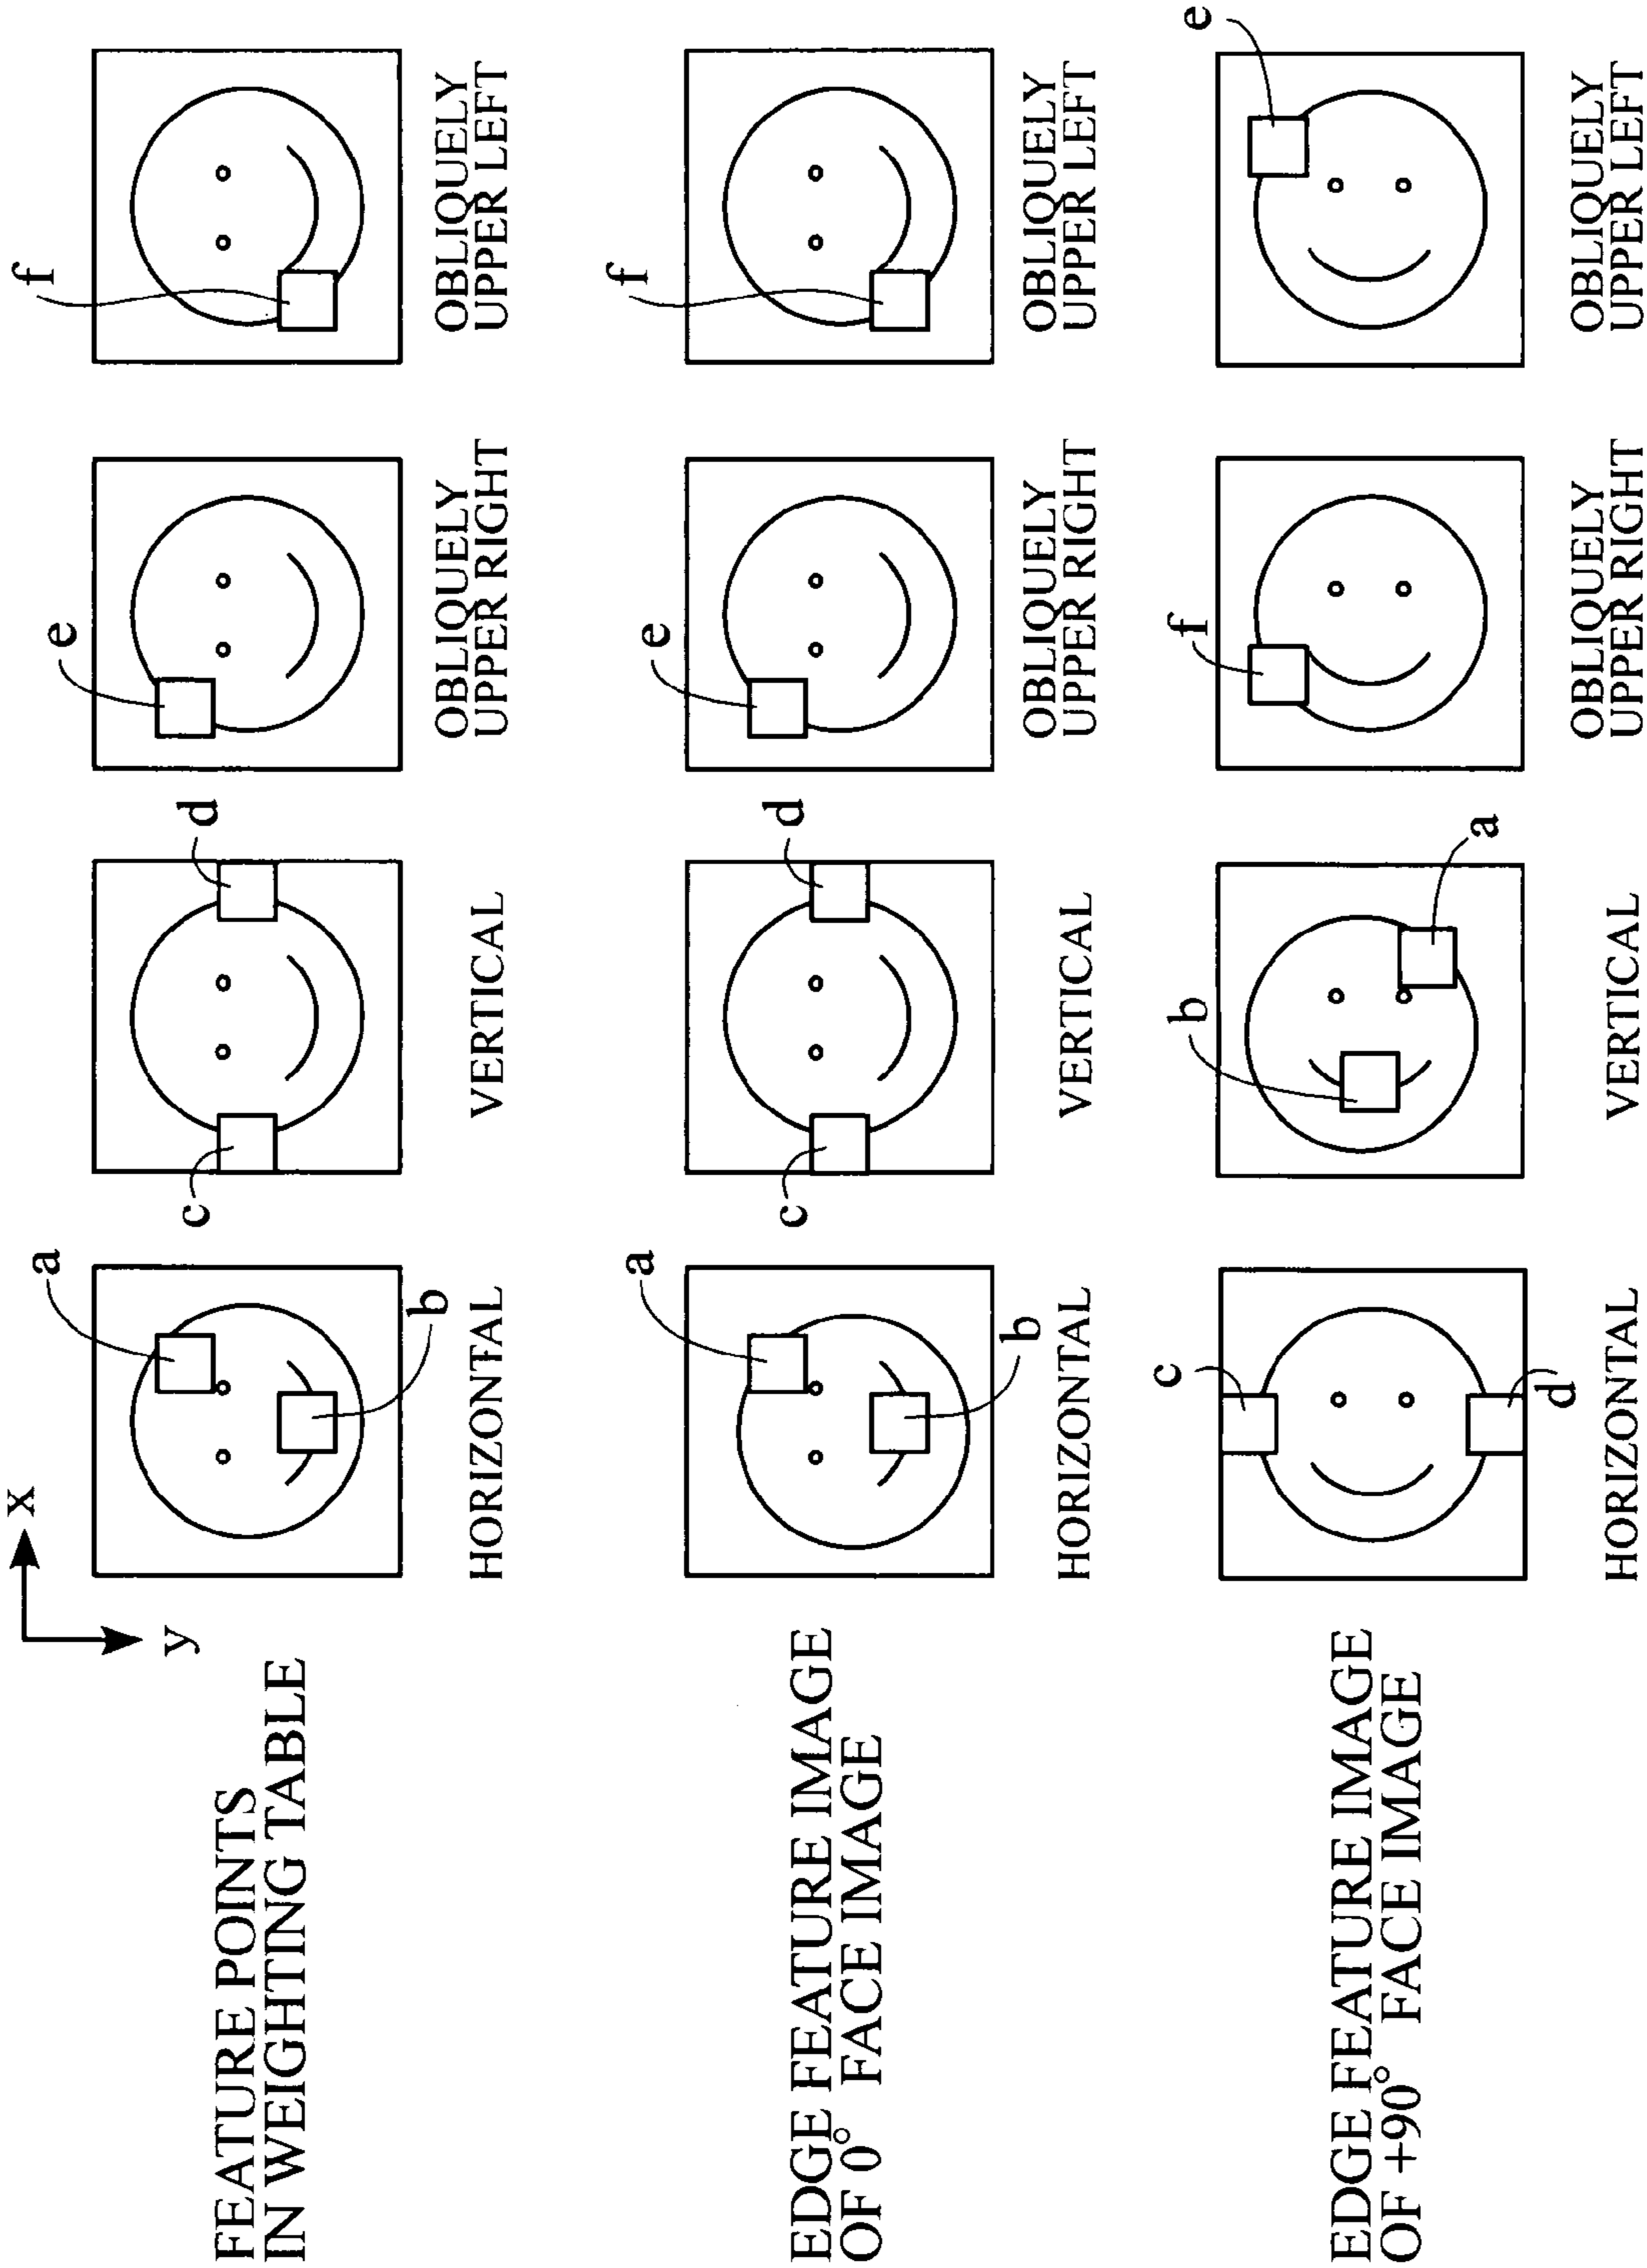 x
y
FEATURE POINTS
IN WEIGHTING TABLE
a
b
HORIZONTAL
c
d
VERTICAL
e
OBLIQUELY
UPPER RIGHT
f
OBLIQUELY
UPPER LEFT
EDGE FEATURE IMAGE
OF 0° FACE IMAGE
a
b
HORIZONTAL
c
d
VERTICAL
e
OBLIQUELY
UPPER RIGHT
f
OBLIQUELY
UPPER LEFT
EDGE FEATURE IMAGE
OF +90° FACE IMAGE
c
d
HORIZONTAL
b
a
VERTICAL
f
OBLIQUELY
UPPER RIGHT
e
OBLIQUELY
UPPER LEFT